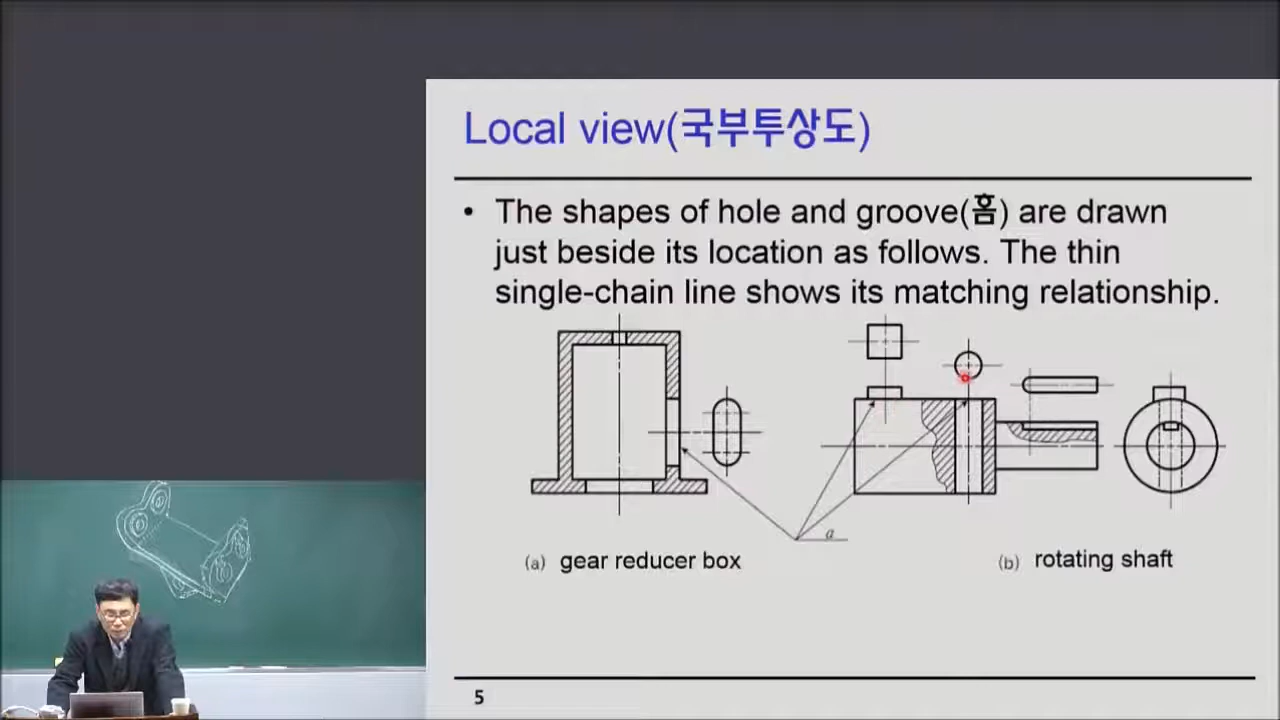 Local view(국부투상도)
• The shapes of hole and groove(홈) are drawn
just beside its location as follows. The thin
single-chain line shows its matching relationship.
a
(a) gear reducer box
(b) rotating shaft
5